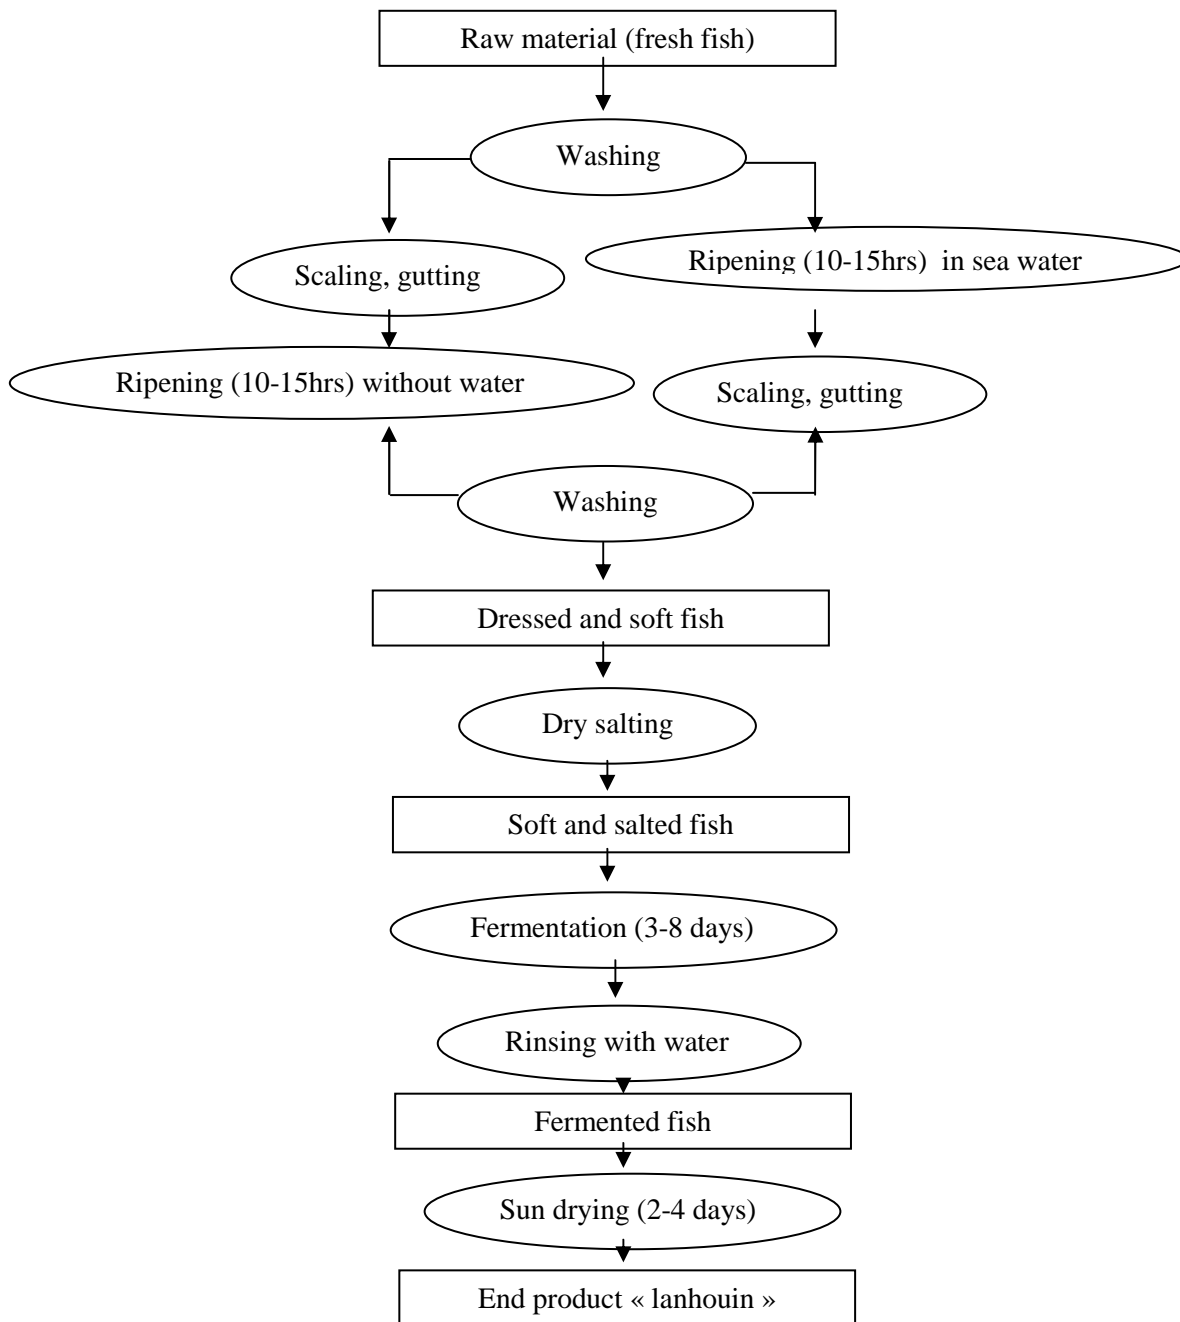 Raw material (fresh fish)
Washing
Scaling, gutting
Ripening (10-15hrs)  in sea water
Ripening (10-15hrs) without water
Scaling, gutting
Washing
Dressed and soft fish
Dry salting
Soft and salted fish
Fermentation (3-8 days)
Rinsing with water
Fermented fish
Sun drying (2-4 days)
End product « lanhouin »